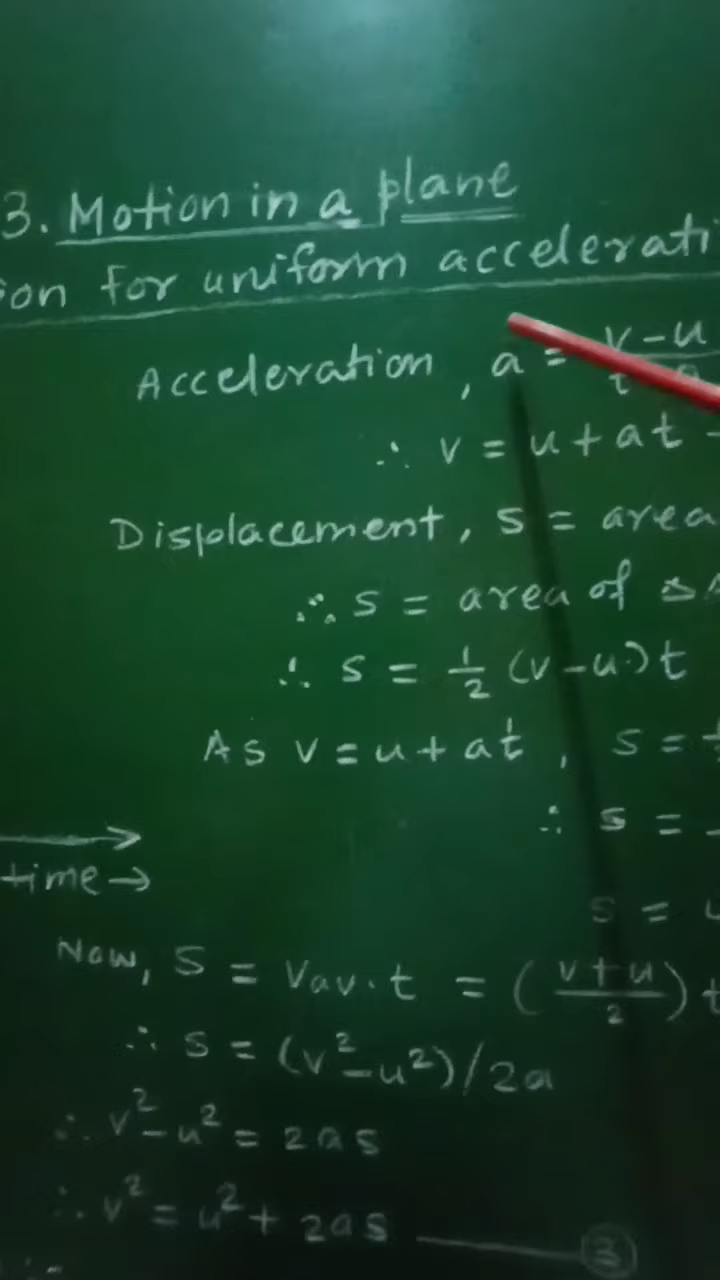 3. Motion in a plane
on for uniform accelerati
Acceleration, a = v-u
∴ v = u + at -
Displacement, s = area
∴ s = area of △
∴ s = 1/2 (v-u)t
As v = u + at, s =
∴ s =
time →
s = u
Now, s = Vav.t = (v+u/2) t
∴ s = (v²-u²)/2a
∴ v²-u² = 2as
∴ v² = u² + 2as — ③